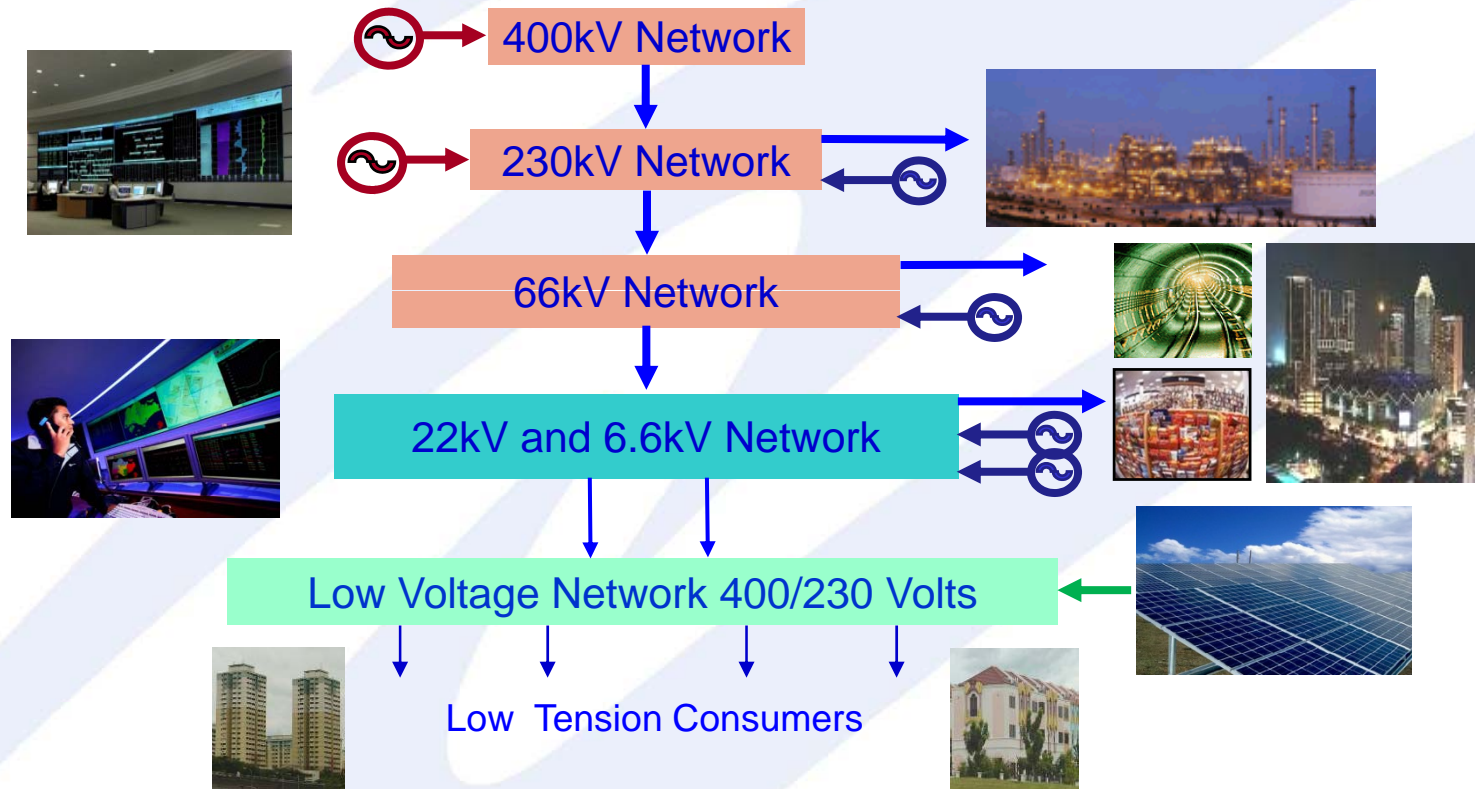 400kV Network
230kV Network
66kV Network
22kV and 6.6kV Network
Low Voltage Network 400/230 Volts
Low Tension Consumers